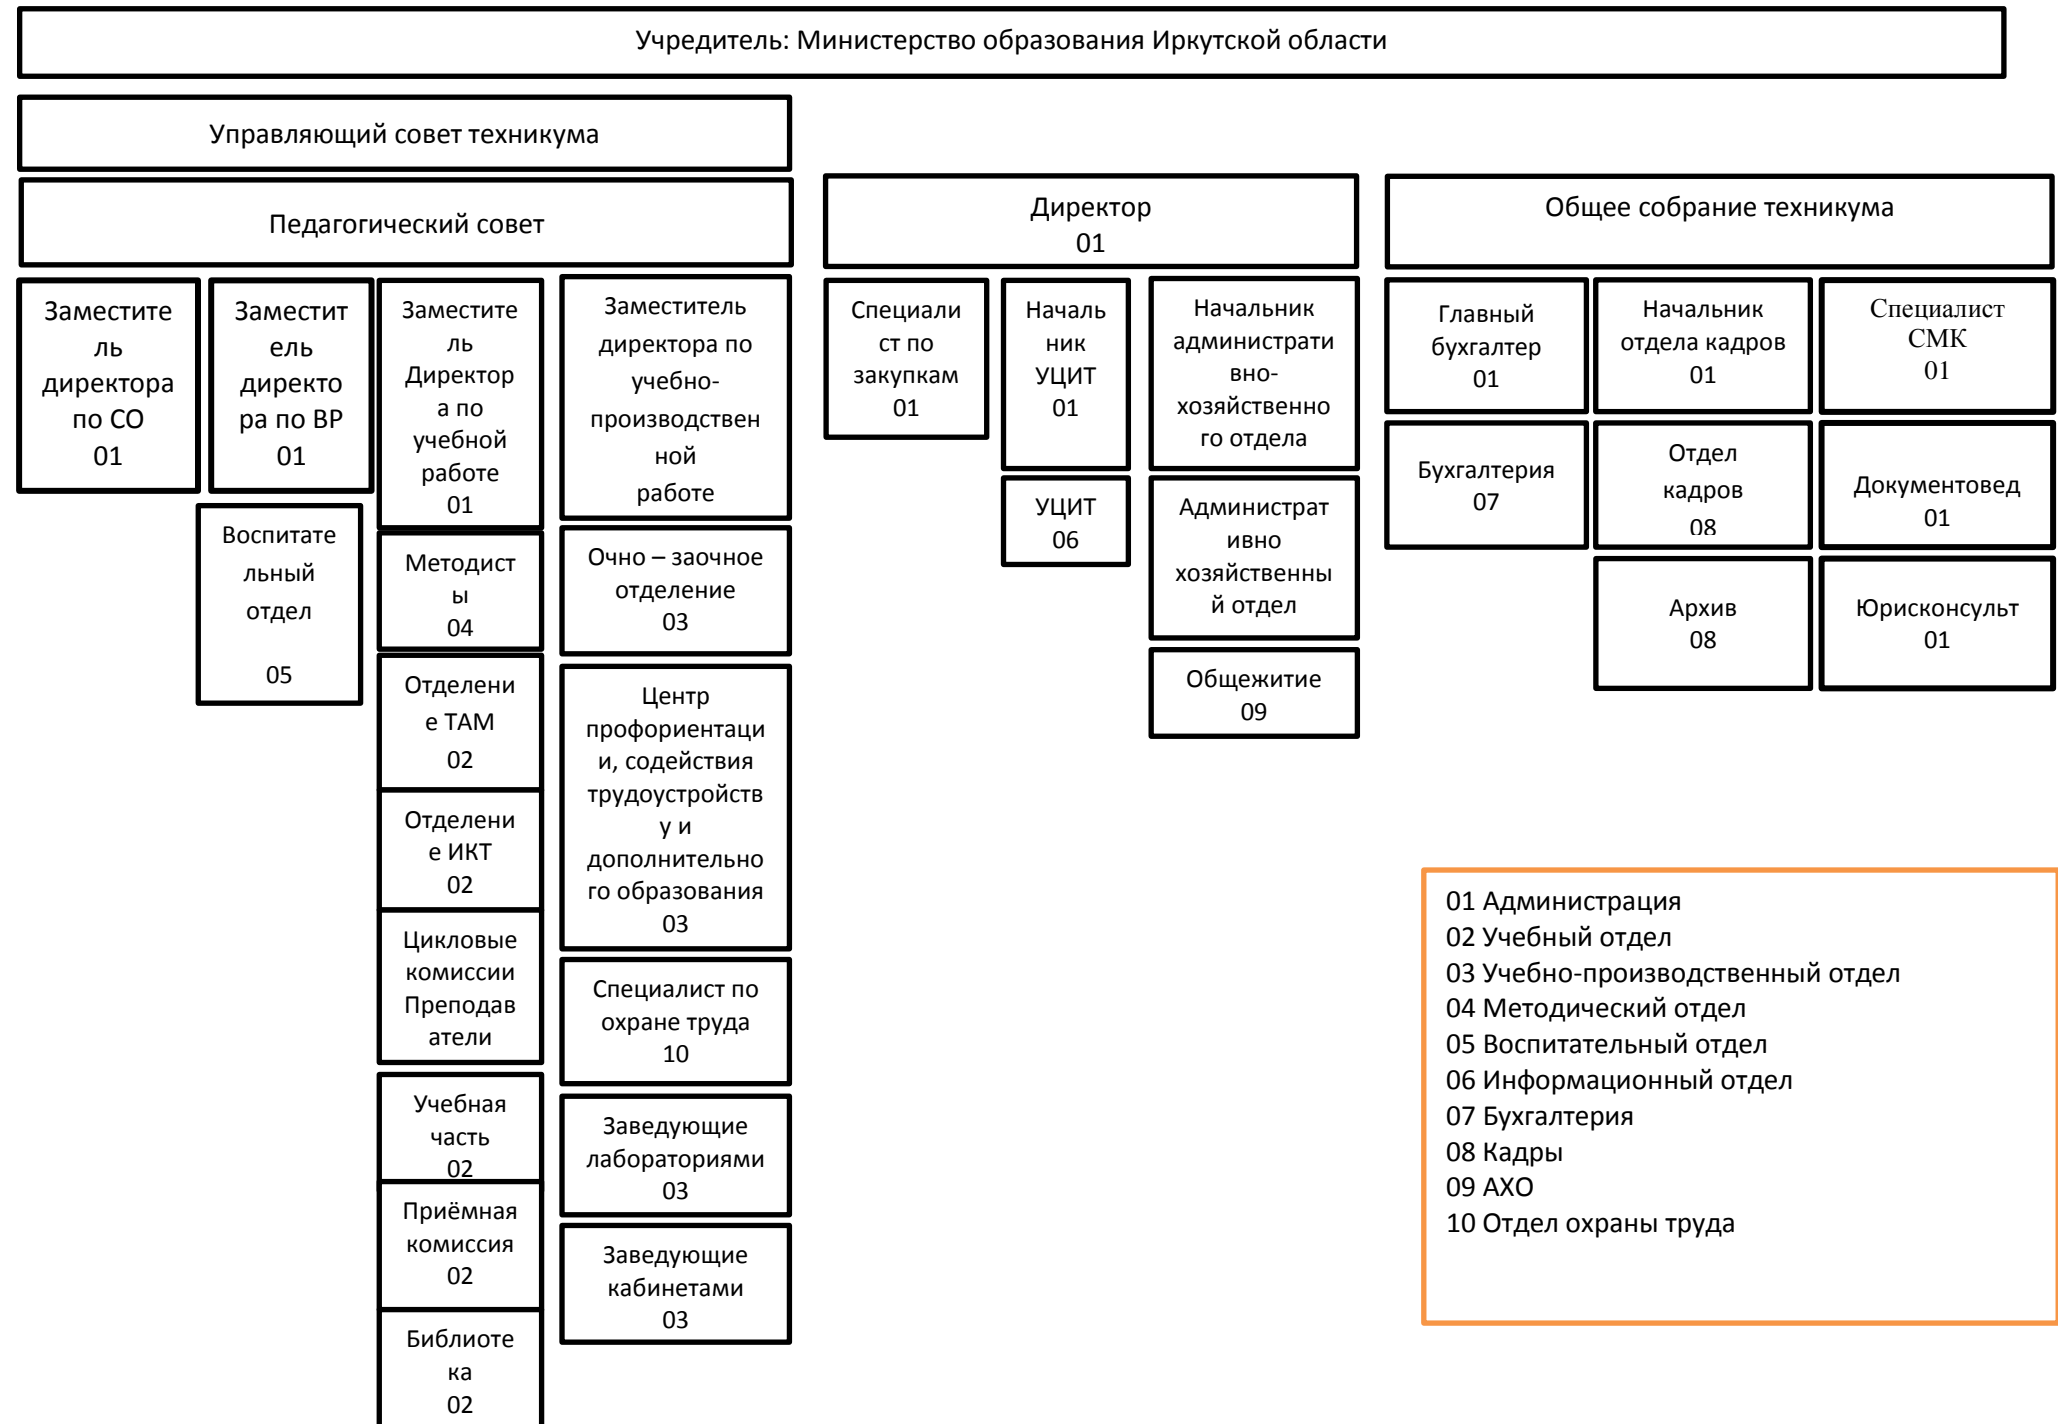 Учредитель: Министерство образования Иркутской области
Управляющий совет техникума
Педагогический совет
Директор
01
Общее собрание техникума
Заместите
ль
директора
по СО
01
Заместит
ель
директо
ра по ВР
01
Воспитате
льный
отдел
05
Заместите
ль
Директор
а по
учебной
работе
01
Методист
ы
04
Отделени
е ТАМ
02
Отделени
е ИКТ
02
Цикловые
комиссии
Преподав
атели
Учебная
часть
02
Приёмная
комиссия
02
Библиоте
ка
02
Заместитель
директора по
учебно-
производствен
ной
работе
Очно – заочное
отделение
03
Центр
профориентаци
и, содействия
трудоустройств
у и
дополнительно
го образования
03
Специалист по
охране труда
10
Заведующие
лабораториями
03
Заведующие
кабинетами
03
Специали
ст по
закупкам
01
Началь
ник
УЦИТ
01
УЦИТ
06
Начальник
администрати
вно-
хозяйственно
го отдела
Администрат
ивно
хозяйственны
й отдел
Общежитие
09
Главный
бухгалтер
01
Бухгалтерия
07
Начальник
отдела кадров
01
Отдел
кадров
08
Архив
08
Специалист
СМК
01
Документовед
01
Юрисконсульт
01
01 Администрация
02 Учебный отдел
03 Учебно-производственный отдел
04 Методический отдел
05 Воспитательный отдел
06 Информационный отдел
07 Бухгалтерия
08 Кадры
09 АХО
10 Отдел охраны труда